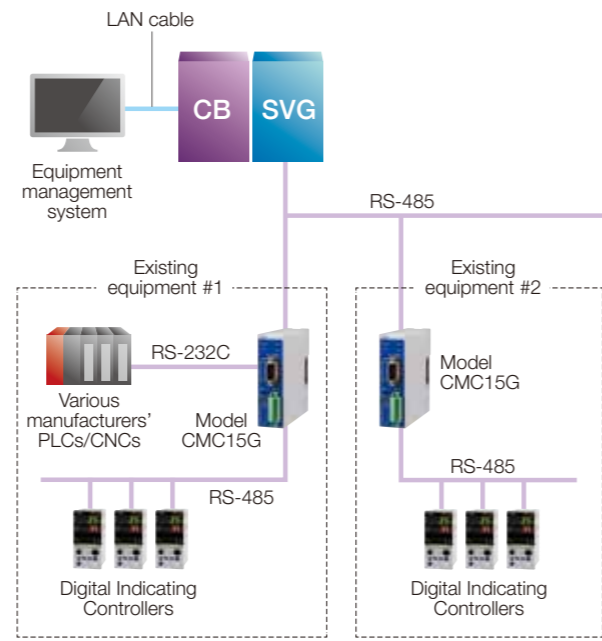 LAN cable
CB
SVG
Equipment
management
system
RS-485
Existing
equipment #1
Existing
equipment #2
RS-232C
Various
manufacturers'
PLCs/CNCs
Model
CMC15G
Model
CMC15G
RS-485
RS-485
Digital Indicating
Controllers
Digital Indicating
Controllers